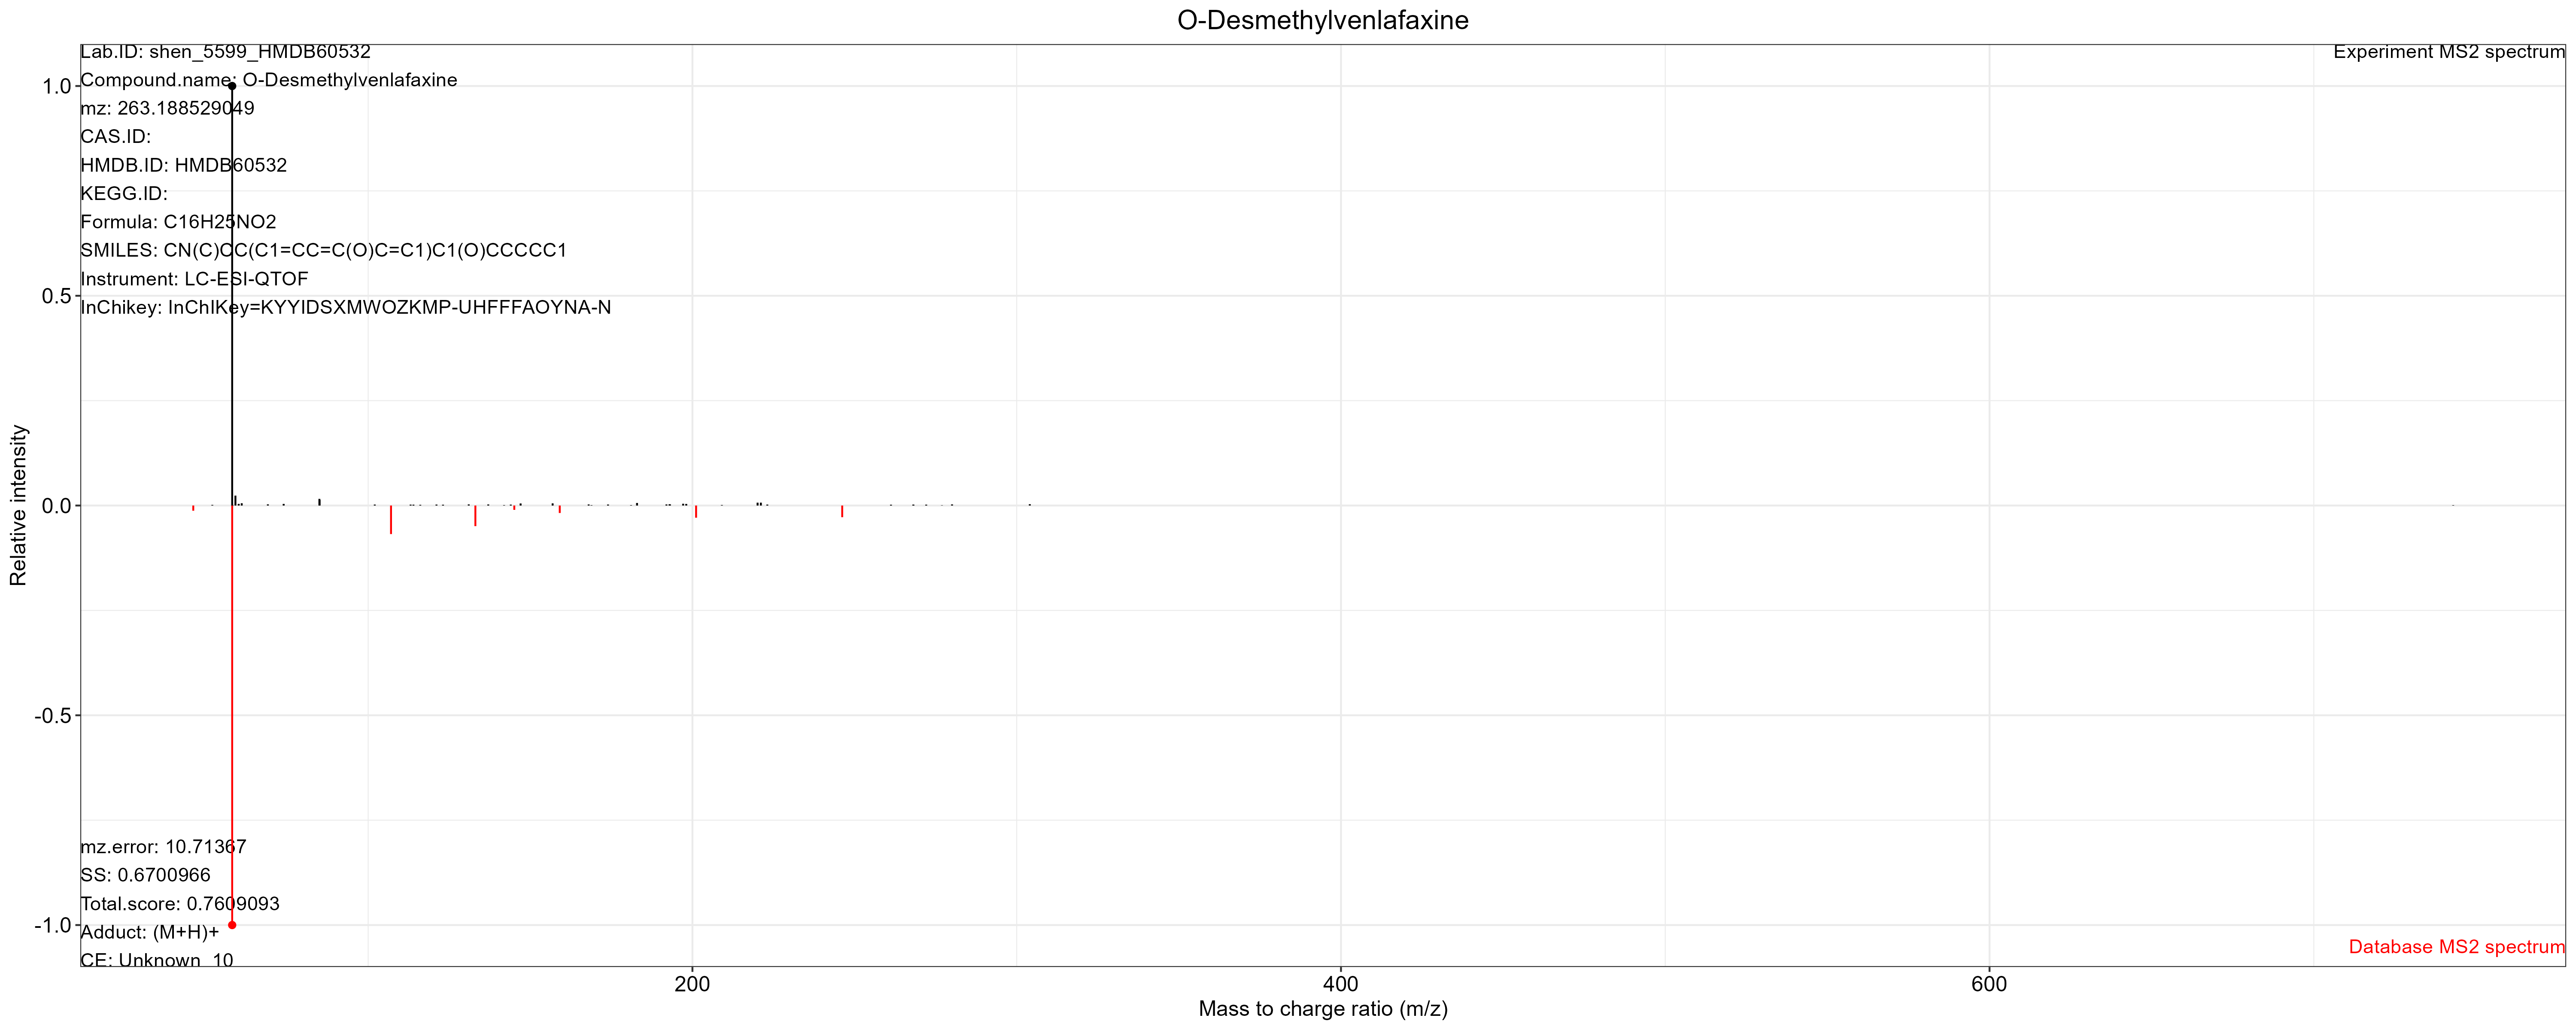 O-Desmethylvenlafaxine
Lab.ID: shen_5599_HMDB60532
Experiment MS2 spectrum
Compound.name: O-Desmethylvenlafaxine
mz: 263.188529049
CAS.ID:
HMDB.ID: HMDB60532
KEGG.ID:
Formula: C16H25NO2
SMILES: CN(C)CC(C1=CC=C(O)C=C1)C1(O)CCCCC1
Instrument: LC-ESI-QTOF
InChikey: InChIKey=KYYIDSXMWOZKMP-UHFFFAOYNA-N
1.0
0.5
0.0
-0.5
-1.0
Relative intensity
mz.error: 10.71367
SS: 0.6700966
Total.score: 0.7609093
Adduct: (M+H)+
CE: Unknown_10
Database MS2 spectrum
200
400
600
Mass to charge ratio (m/z)